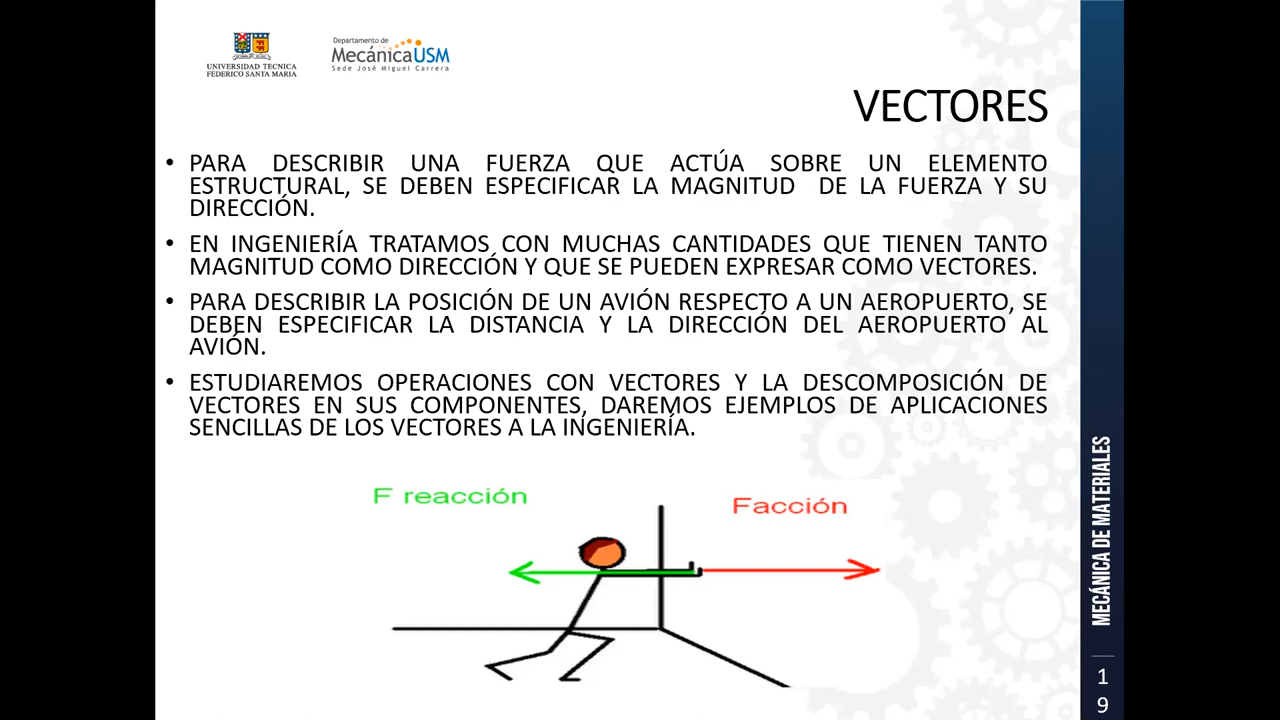 UNIVERSIDAD TECNICA
FEDERICO SANTA MARIA
Departamento de
MecánicaUSM
Sede José Miguel Carrera
VECTORES
• PARA DESCRIBIR UNA FUERZA QUE ACTÚA SOBRE UN ELEMENTO
ESTRUCTURAL, SE DEBEN ESPECIFICAR LA MAGNITUD DE LA FUERZA Y SU
DIRECCIÓN.
• EN INGENIERÍA TRATAMOS CON MUCHAS CANTIDADES QUE TIENEN TANTO
MAGNITUD COMO DIRECCIÓN Y QUE SE PUEDEN EXPRESAR COMO VECTORES.
• PARA DESCRIBIR LA POSICIÓN DE UN AVIÓN RESPECTO A UN AEROPUERTO, SE
DEBEN ESPECIFICAR LA DISTANCIA Y LA DIRECCIÓN DEL AEROPUERTO AL
AVIÓN.
• ESTUDIAREMOS OPERACIONES CON VECTORES Y LA DESCOMPOSICIÓN DE
VECTORES EN SUS COMPONENTES, DAREMOS EJEMPLOS DE APLICACIONES
SENCILLAS DE LOS VECTORES A LA INGENIERÍA.
F reacción
Facción
MECÁNICA DE MATERIALES
1
9